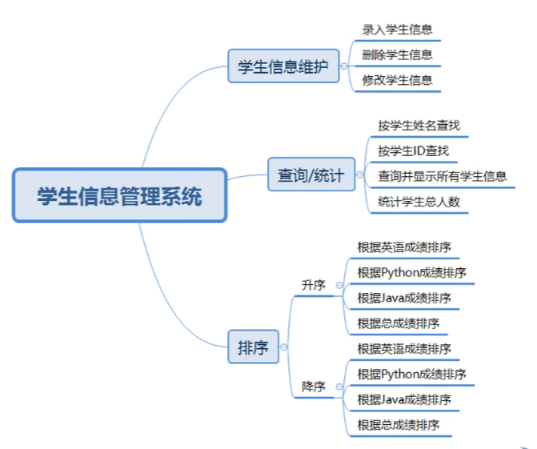 学生信息管理系统
学生信息维护
录入学生信息
删除学生信息
修改学生信息
查询/统计
按学生姓名查找
按学生ID查找
查询并显示所有学生信息
统计学生总人数
排序
升序
根据英语成绩排序
根据Python成绩排序
根据Java成绩排序
根据总成绩排序
降序
根据英语成绩排序
根据Python成绩排序
根据Java成绩排序
根据总成绩排序